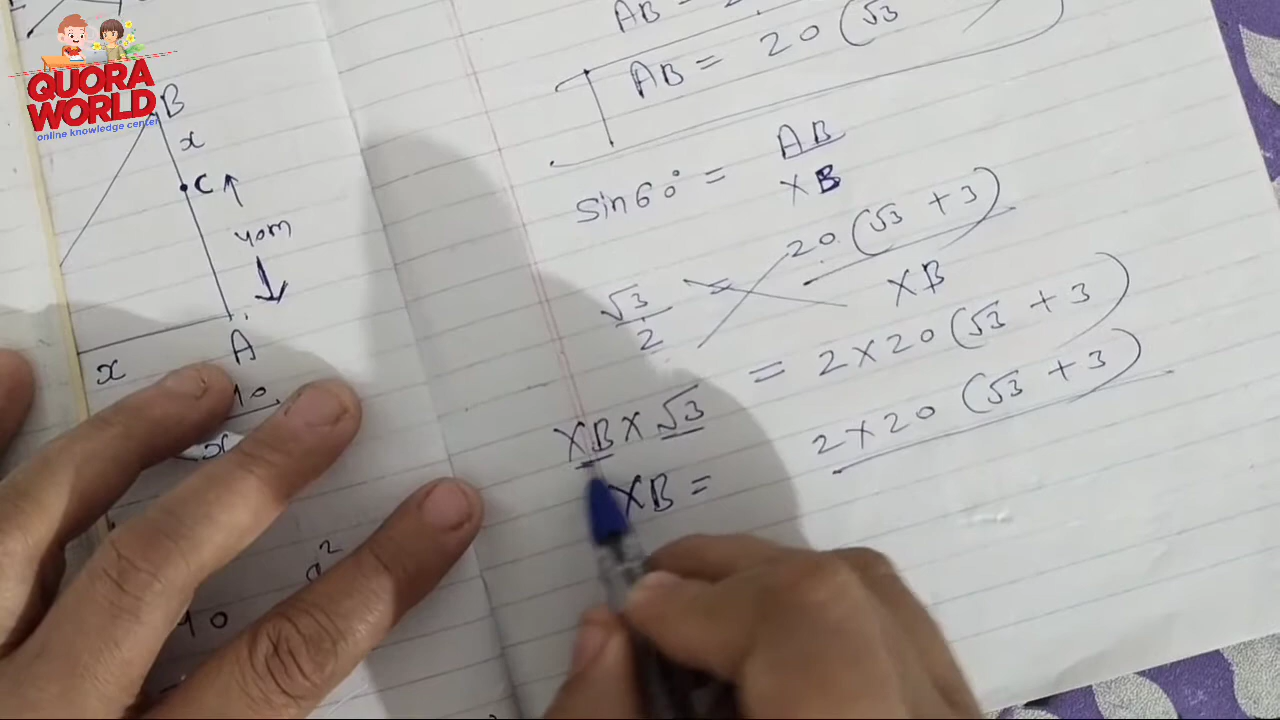 QUORA
WORLD
online knowledge center
B
x
C
40m
A
x
AB =
AB = 20 (√3
sin 60° = AB
XB
√3 = 20 (√3 + 3)
2 XB
XB × √3 = 2 × 20 (√3 + 3)
XB = 2 × 20 (√3 + 3)